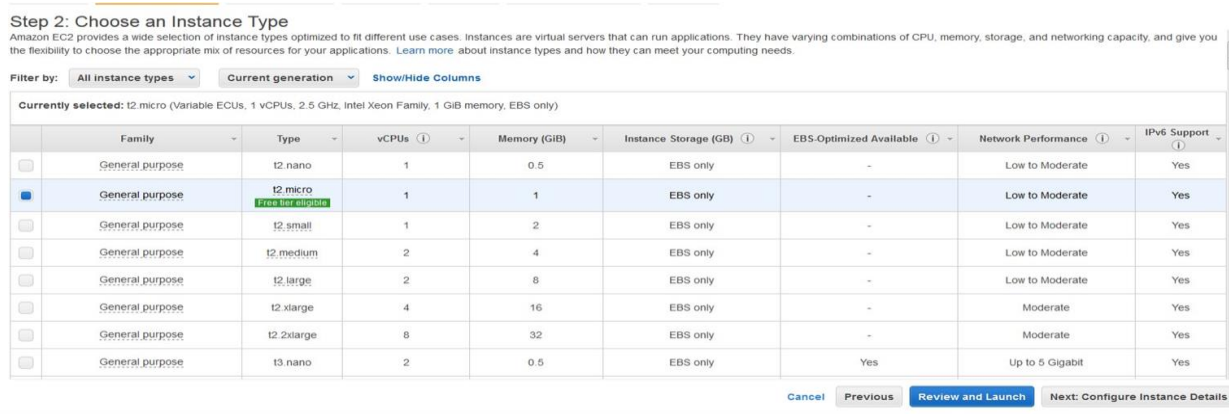 Step 2: Choose an Instance Type
Amazon EC2 provides a wide selection of instance types optimized to fit different use cases. Instances are virtual servers that can run applications. They have varying combinations of CPU, memory, storage, and networking capacity, and give you
the flexibility to choose the appropriate mix of resources for your applications. Learn more about instance types and how they can meet your computing needs.
Filter by: All instance types Current generation Show/Hide Columns
Currently selected: t2.micro (Variable ECUs, 1 vCPUs, 2.5 GHz, Intel Xeon Family, 1 GiB memory, EBS only)
Family Type vCPUs Memory (GiB) Instance Storage (GB) EBS-Optimized Available Network Performance IPv6 Support
General purpose t2.nano 1 0.5 EBS only - Low to Moderate Yes
General purpose t2.micro 1 1 EBS only - Low to Moderate Yes
Free tier eligible
General purpose t2.small 1 2 EBS only - Low to Moderate Yes
General purpose t2.medium 2 4 EBS only - Low to Moderate Yes
General purpose t2.large 2 8 EBS only - Low to Moderate Yes
General purpose t2.xlarge 4 16 EBS only - Moderate Yes
General purpose t2.2xlarge 8 32 EBS only - Moderate Yes
General purpose t3.nano 2 0.5 EBS only Yes Up to 5 Gigabit Yes
Cancel Previous Review and Launch Next: Configure Instance Details